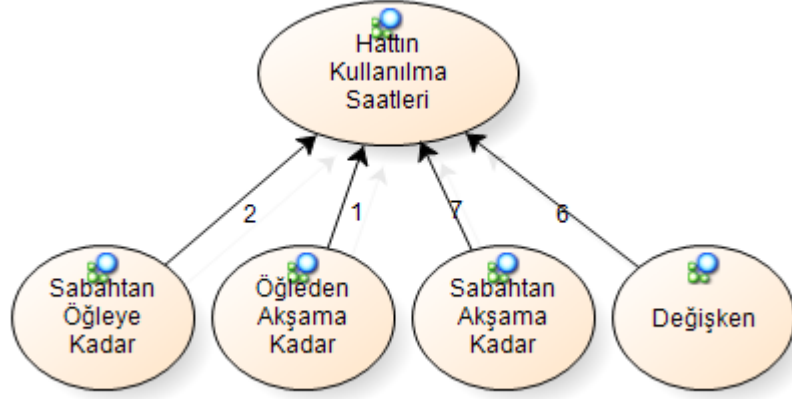 Hattın
Kullanılma
Saatleri
2
1
7
6
Sabahtan
Öğleye
Kadar
Öğleden
Akşama
Kadar
Sabahtan
Akşama
Kadar
Değişken